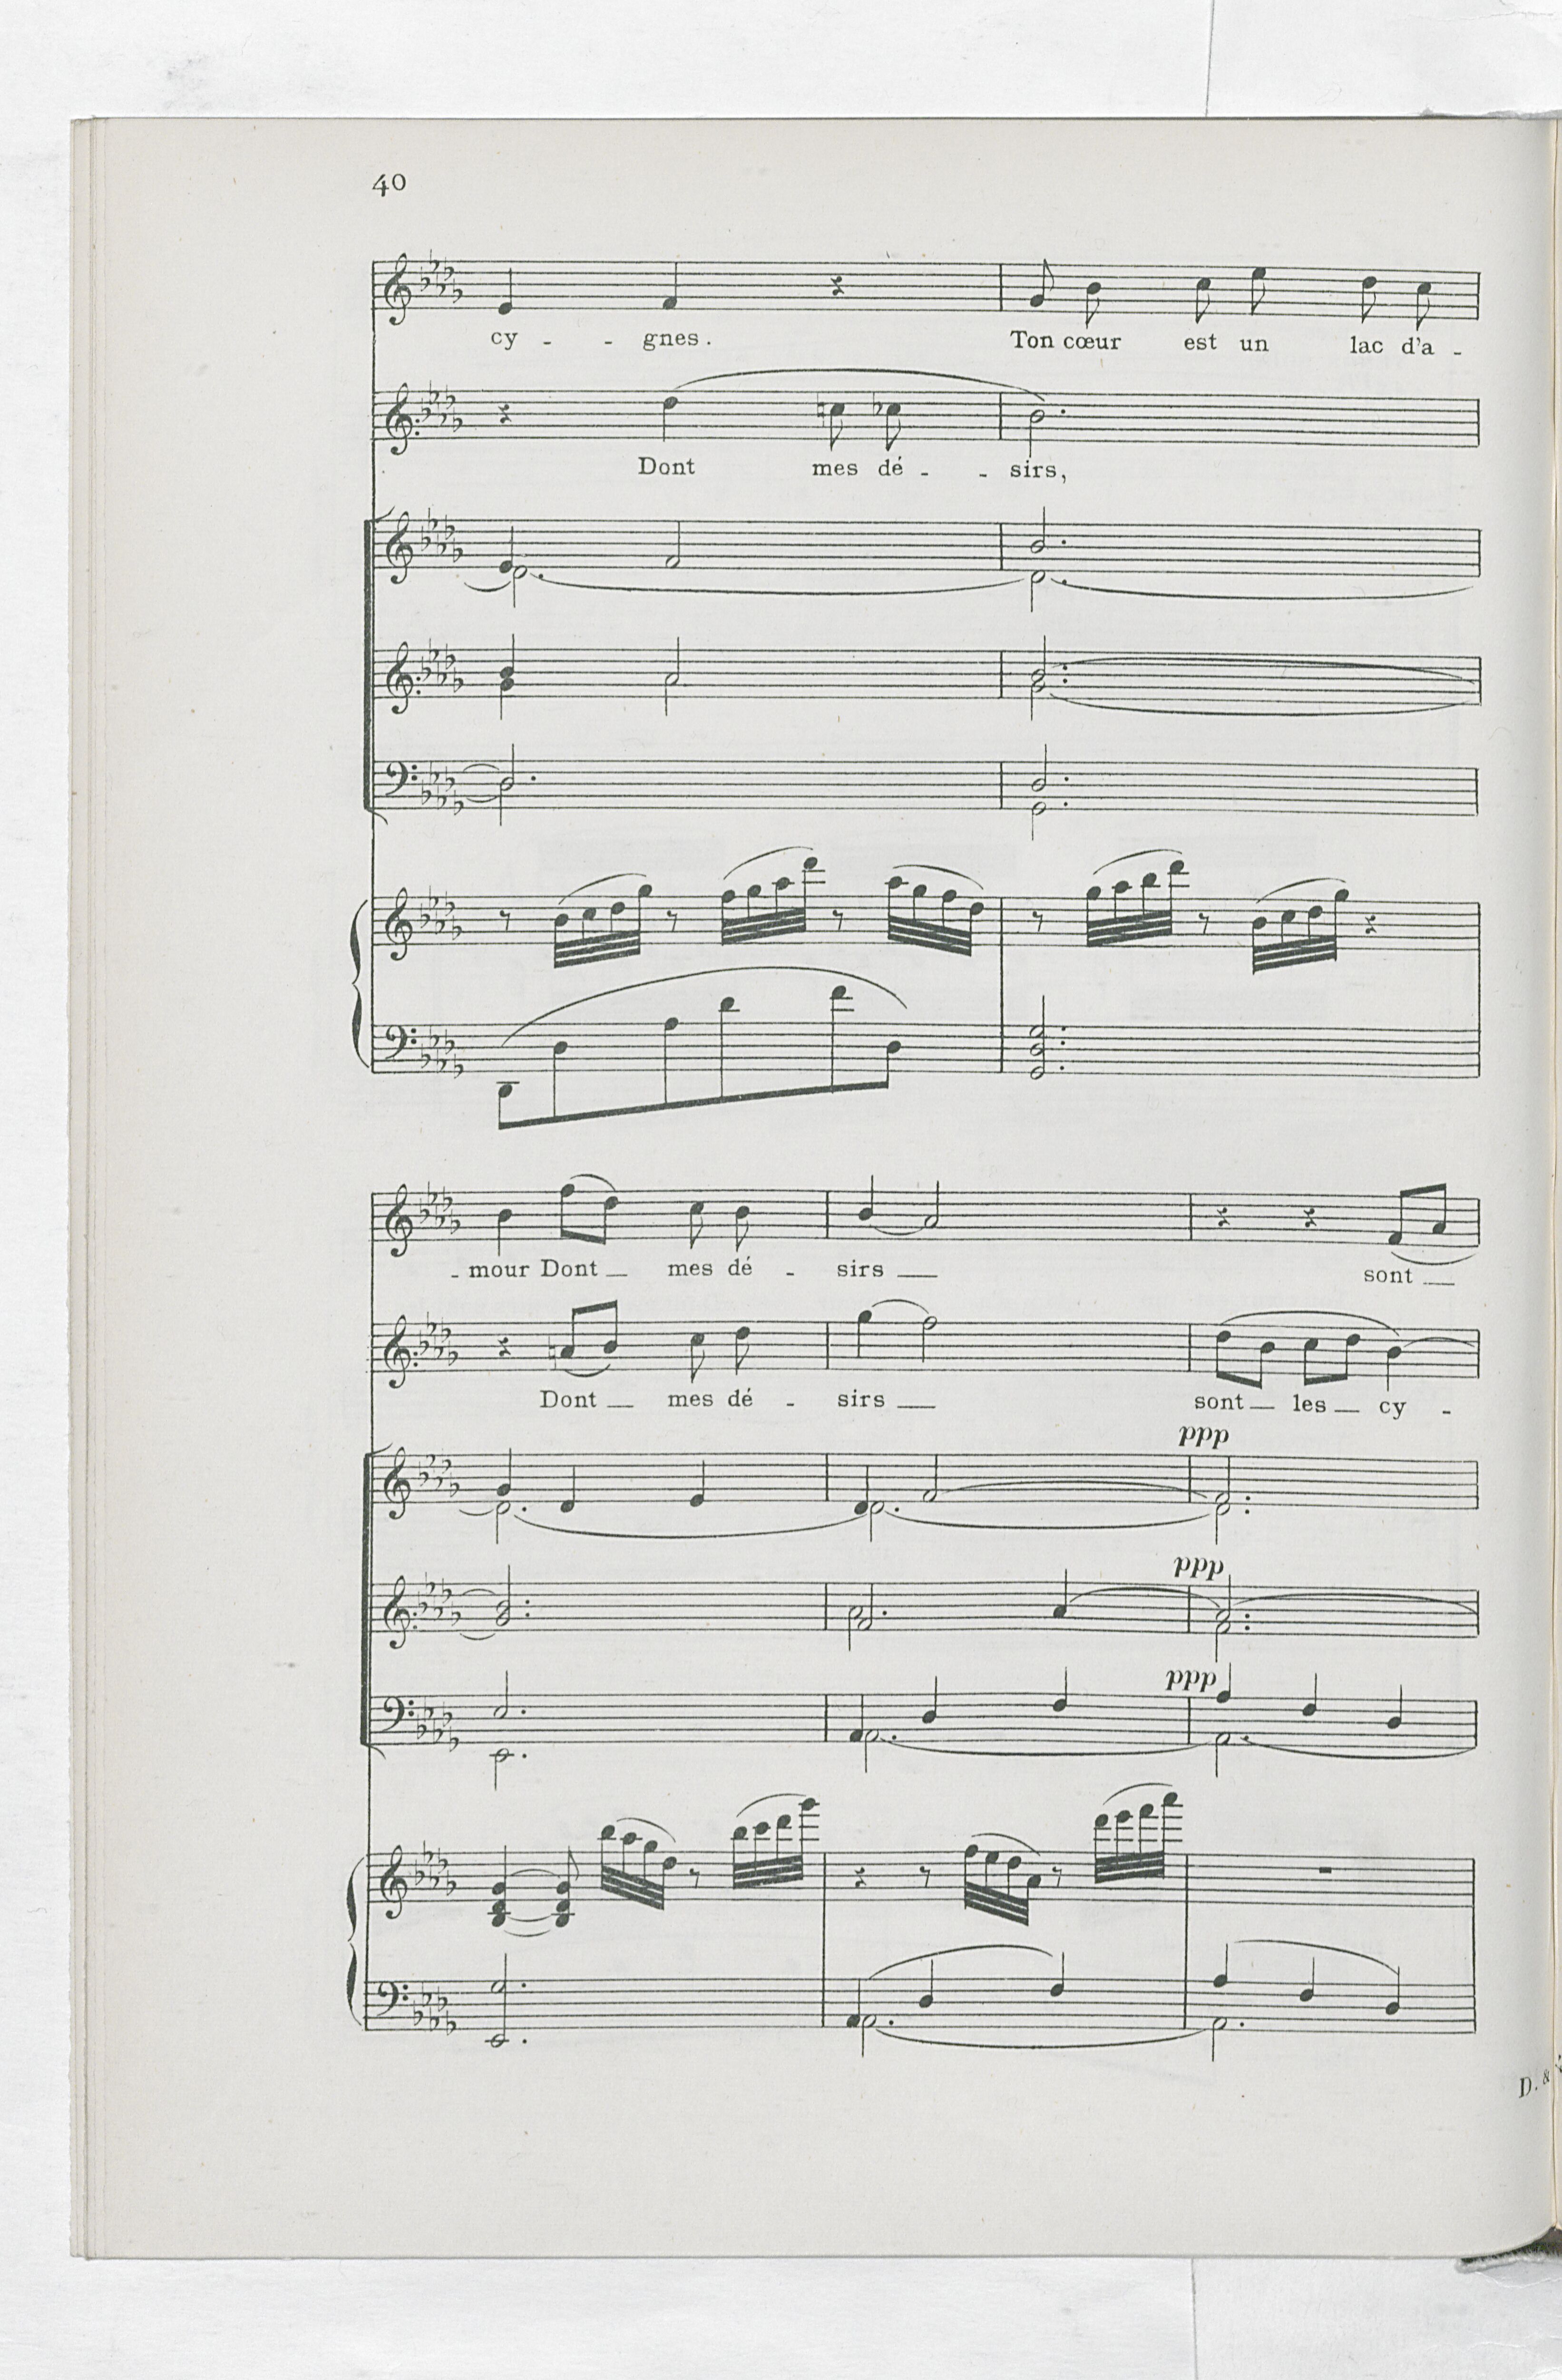 40
cy - - gnes. Ton cœur est un lac d'a -
Dont mes dé - - sirs,
- mour Dont mes dé - sirs sont
Dont mes dé - sirs sont les cy -
ppp
ppp
ppp
D. &